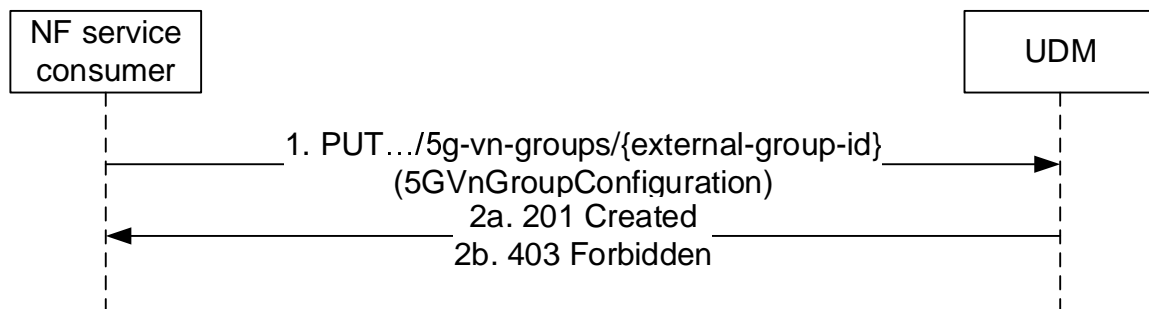 NF service
consumer
UDM
1. PUT…/5g-vn-groups/{external-group-id}
(5GVnGroupConfiguration)
2a. 201 Created
2b. 403 Forbidden